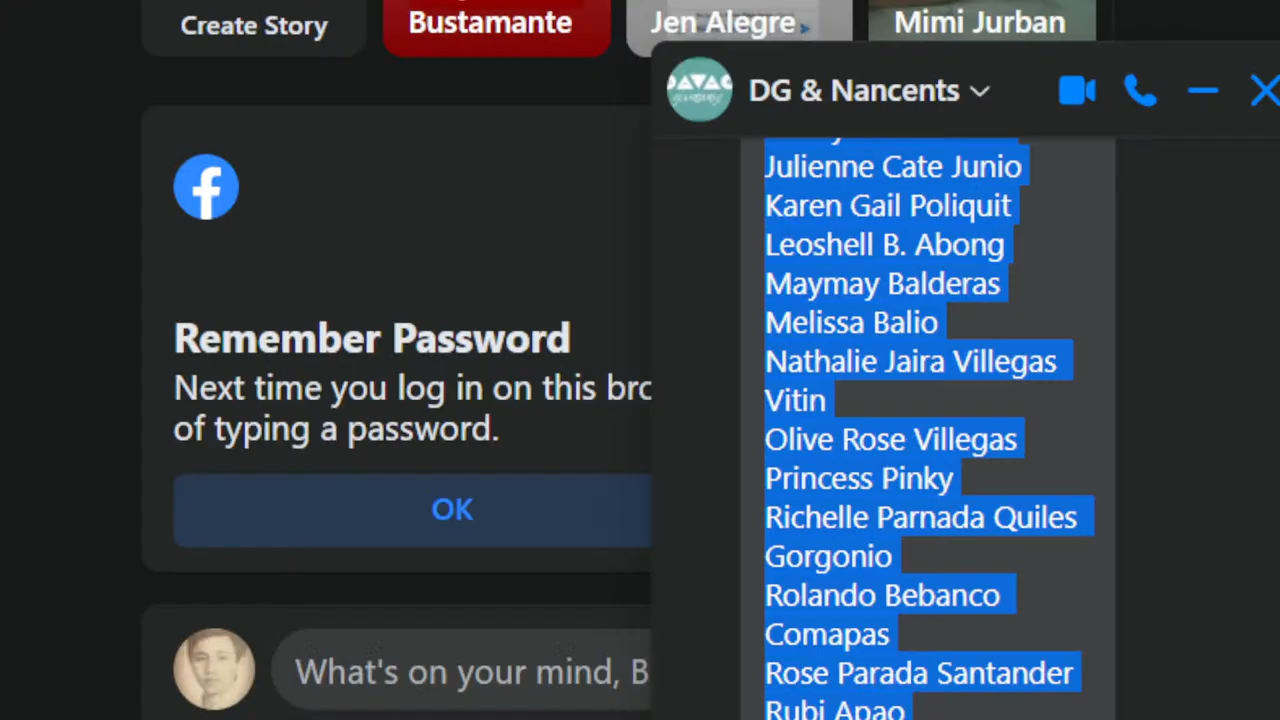 Create Story
Bustamante
Jen Alegre
Mimi Jurban
DG & Nancents
Julienne Cate Junio
Karen Gail Poliquit
Leoshell B. Abong
Maymay Balderas
Melissa Balio
Nathalie Jaira Villegas
Vitin
Olive Rose Villegas
Princess Pinky
Richelle Parnada Quiles
Gorgonio
Rolando Bebanco
Comapas
Rose Parada Santander
Rubi Apao
Remember Password
Next time you log in on this bro
of typing a password.
OK
What's on your mind, B